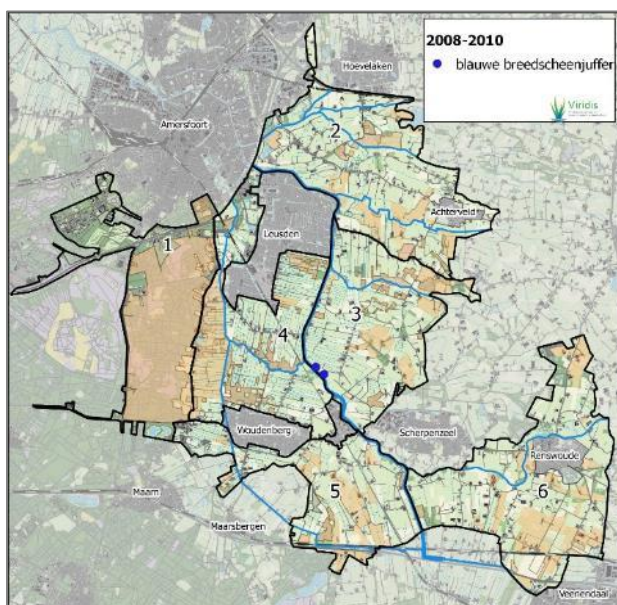 2008-2010
blauwe breedscheenjuffer
Viridis
Hoevelaken
Amersfoort
2
Achterveld
Leusden
1
3
4
Woudenberg
Scherpenzeel
Renswoude
5
6
Maarn
Maarsbergen
Veenendaal